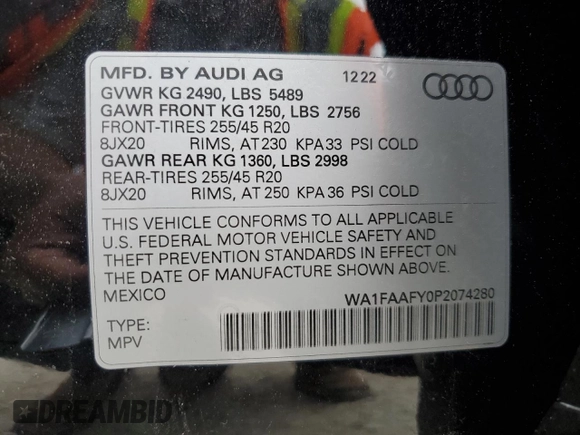 MFD. BY AUDI AG 12 22
GVWR KG 2490, LBS 5489
GAWR FRONT KG 1250, LBS 2756
FRONT-TIRES 255/45 R20
8JX20 RIMS, AT 230 KPA 33 PSI COLD
GAWR REAR KG 1360, LBS 2998
REAR-TIRES 255/45 R20
8JX20 RIMS, AT 250 KPA 36 PSI COLD
THIS VEHICLE CONFORMS TO ALL APPLICABLE
U.S. FEDERAL MOTOR VEHICLE SAFETY AND
THEFT PREVENTION STANDARDS IN EFFECT ON
THE DATE OF MANUFACTURE SHOWN ABOVE.
MEXICO WA1FAAFY0P2074280
TYPE:
MPV
DREAMBID